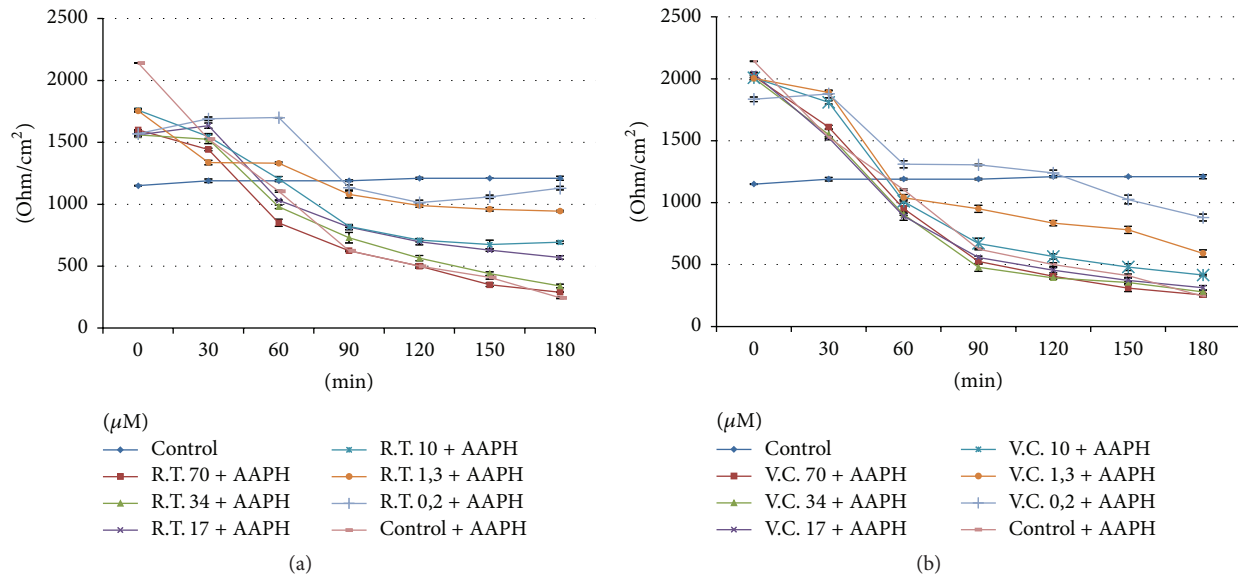 2500
2000
1500
1000
500
0
(Ohm/cm²)
0 30 60 90 120 150 180
(min)
(μM)
Control
R.T. 70 + AAPH
R.T. 34 + AAPH
R.T. 17 + AAPH
R.T. 10 + AAPH
R.T. 1,3 + AAPH
R.T. 0,2 + AAPH
Control + AAPH
(a)
2500
2000
1500
1000
500
0
(Ohm/cm²)
0 30 60 90 120 150 180
(min)
(μM)
Control
V.C. 70 + AAPH
V.C. 34 + AAPH
V.C. 17 + AAPH
V.C. 10 + AAPH
V.C. 1,3 + AAPH
V.C. 0,2 + AAPH
Control + AAPH
(b)